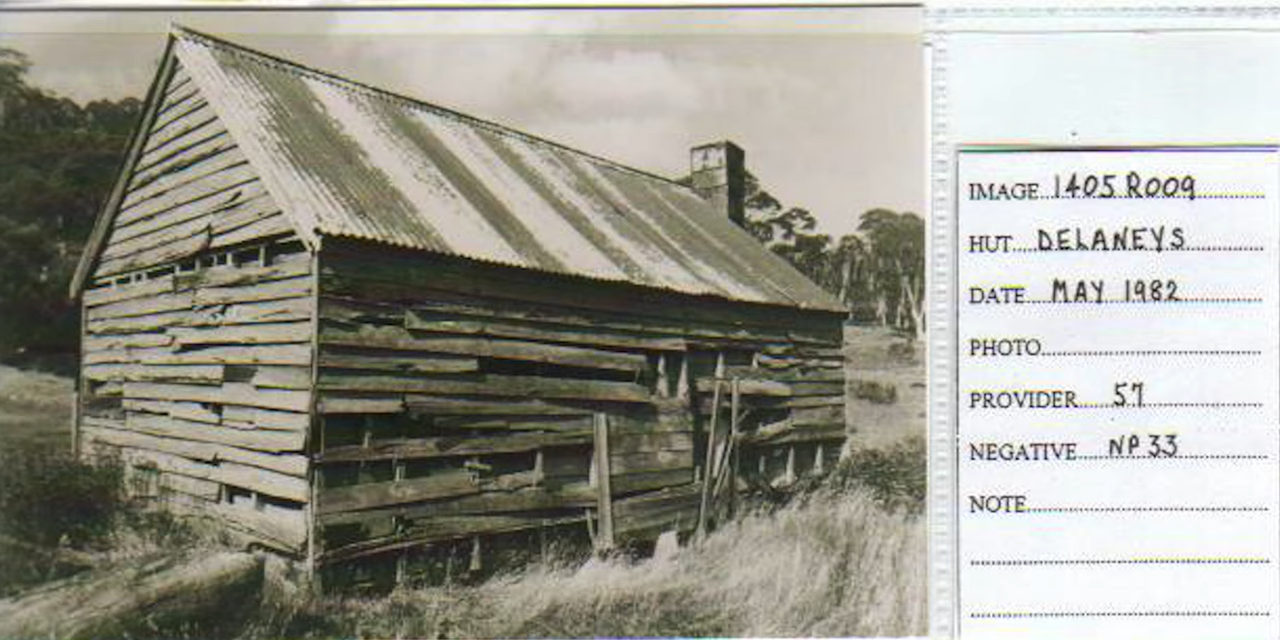 IMAGE 1405 R009
HUT DELANEYS
DATE MAY 1982
PHOTO
PROVIDER 57
NEGATIVE NP 33
NOTE